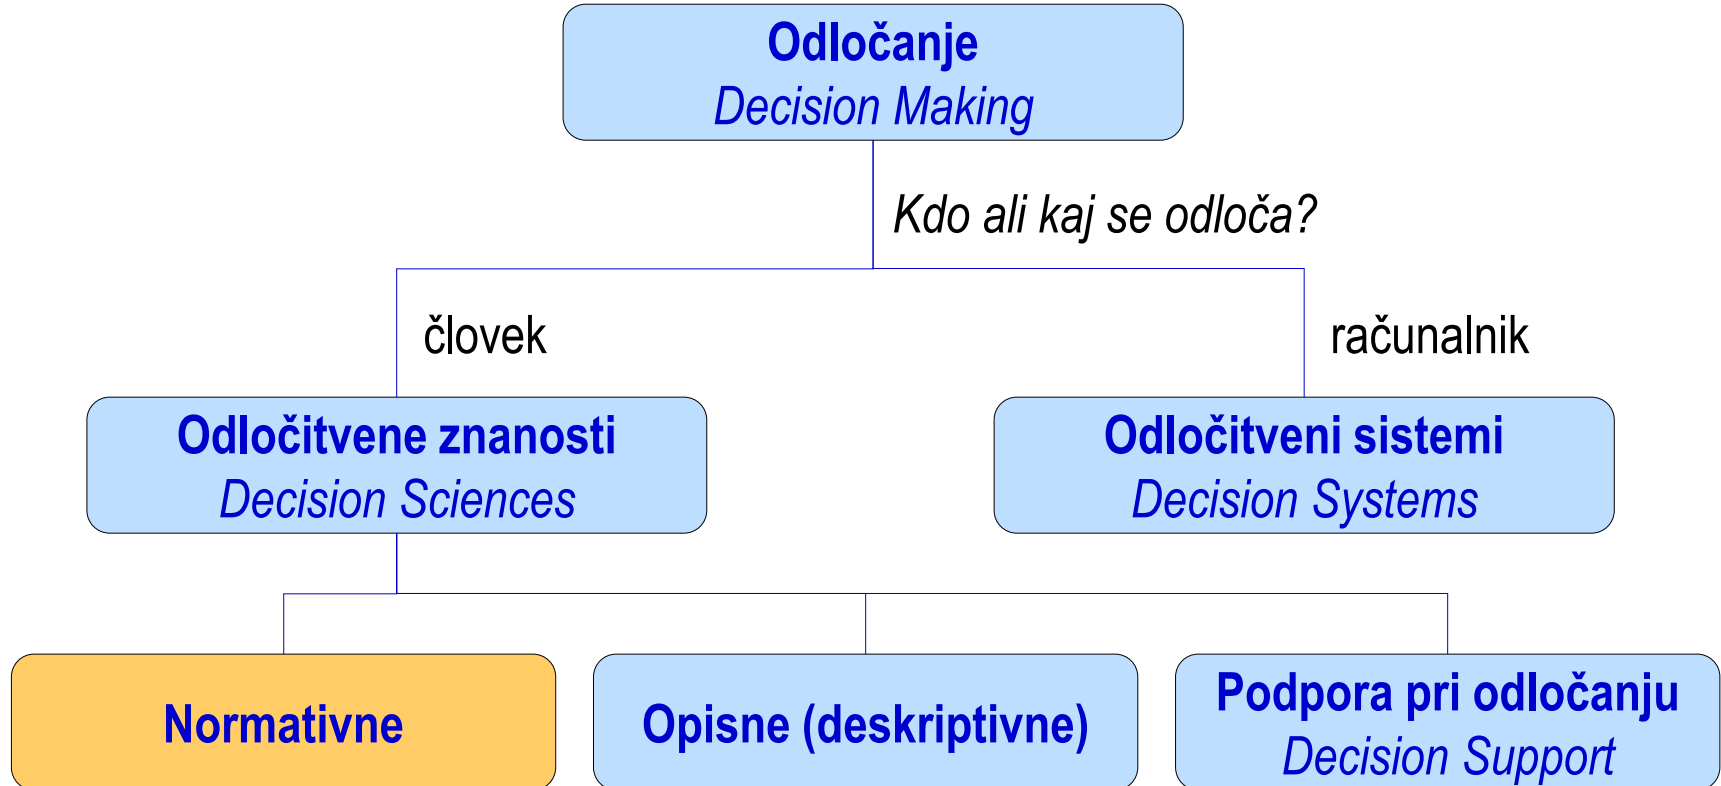 Odločanje
Decision Making
Kdo ali kaj se odloča?
človek
računalnik
Odločitvene znanosti
Decision Sciences
Odločitveni sistemi
Decision Systems
Normativne
Opisne (deskriptivne)
Podpora pri odločanju
Decision Support